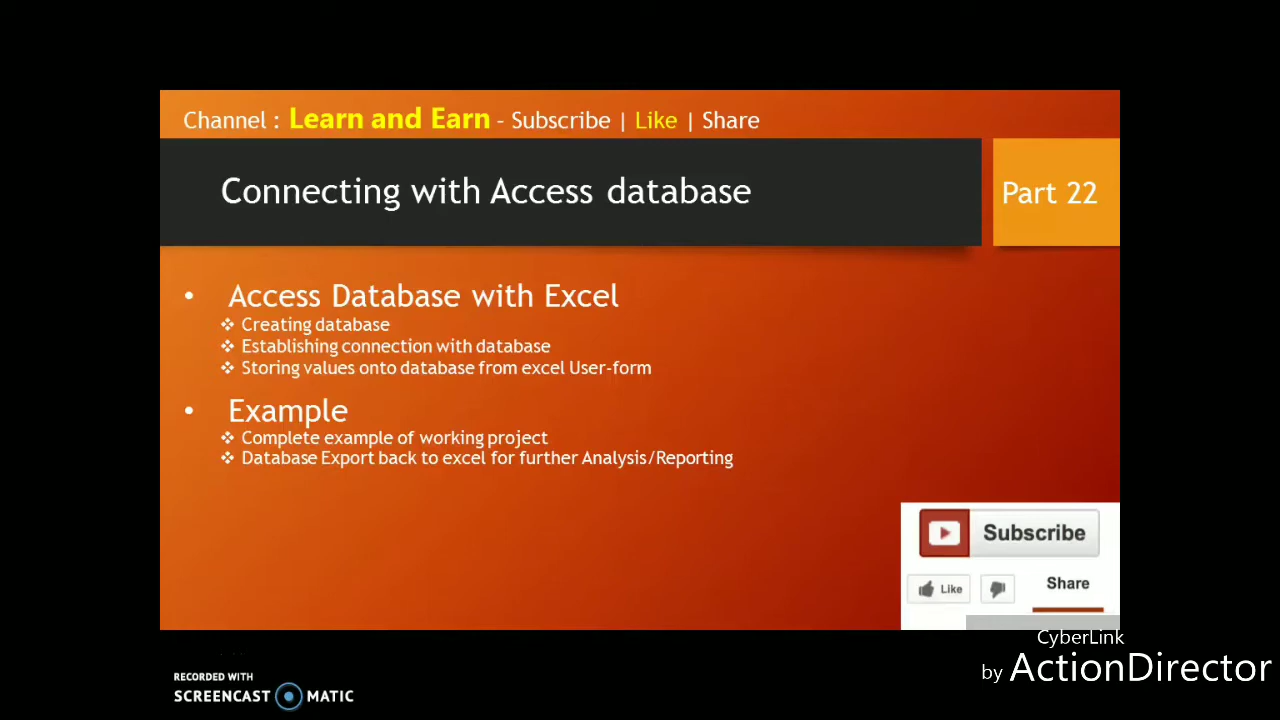 Channel : Learn and Earn - Subscribe | Like | Share
Connecting with Access database
Part 22
• Access Database with Excel
❖ Creating database
❖ Establishing connection with database
❖ Storing values onto database from excel User-form
• Example
❖ Complete example of working project
❖ Database Export back to excel for further Analysis/Reporting
Subscribe
Like
Share
CyberLink
by ActionDirector
RECORDED WITH
SCREENCAST MATIC